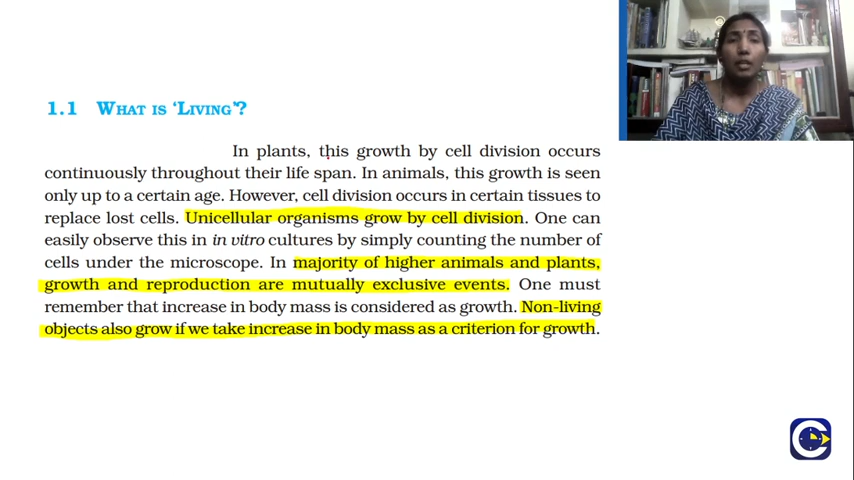 1.1 WHAT IS ‘LIVING’?
In plants, this growth by cell division occurs
continuously throughout their life span. In animals, this growth is seen
only up to a certain age. However, cell division occurs in certain tissues to
replace lost cells. Unicellular organisms grow by cell division. One can
easily observe this in in vitro cultures by simply counting the number of
cells under the microscope. In majority of higher animals and plants,
growth and reproduction are mutually exclusive events. One must
remember that increase in body mass is considered as growth. Non-living
objects also grow if we take increase in body mass as a criterion for growth.